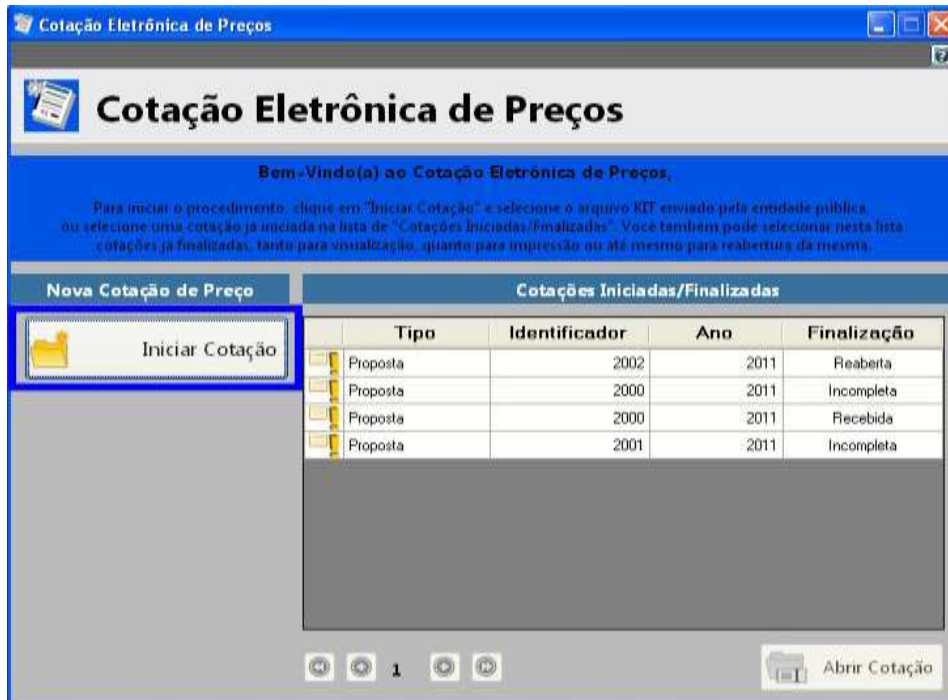 Cotação Eletrônica de Preços
Cotação Eletrônica de Preços
Bem-Vindo(a) ao Cotação Eletrônica de Preços,
Para iniciar o procedimento, clique em "Iniciar Cotação" e selecione o arquivo KIT enviado pela entidade pública,
ou selecione uma cotação ja iniciada na lista de "Cotações Iniciadas/Finalizadas". Você também pode selecionar nesta lista
cotações ja finalizadas, tanto para visualização, quanto para impressão ou até mesmo para reabertura da mesma.
Nova Cotação de Preço
Cotações Iniciadas/Finalizadas
Iniciar Cotação
Tipo Identificador Ano Finalização
Proposta 2002 2011 Reaberta
Proposta 2000 2011 Incompleta
Proposta 2000 2011 Recebida
Proposta 2001 2011 Incompleta
1
Abrir Cotação